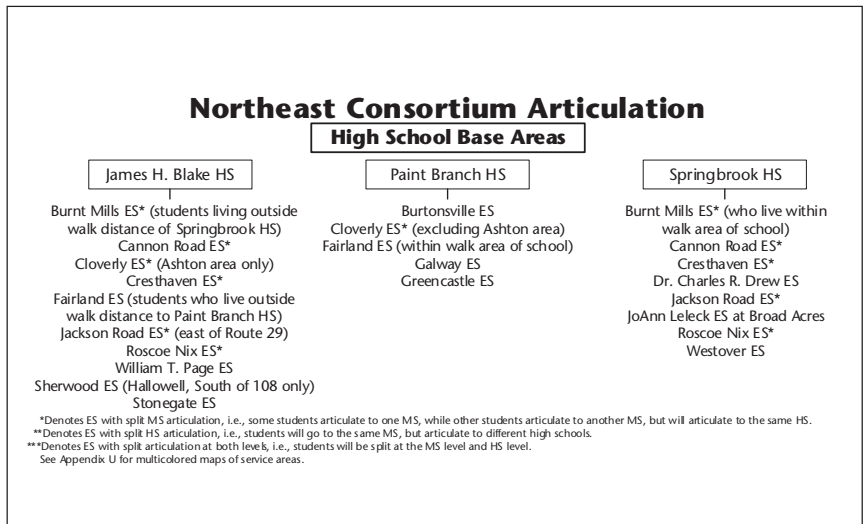 Northeast Consortium Articulation
High School Base Areas
James H. Blake HS
Burnt Mills ES* (students living outside
walk distance of Springbrook HS)
Cannon Road ES*
Cloverly ES* (Ashton area only)
Cresthaven ES*
Fairland ES (students who live outside
walk distance to Paint Branch HS)
Jackson Road ES* (east of Route 29)
Roscoe Nix ES*
William T. Page ES
Sherwood ES (Hallowell, South of 108 only)
Stonegate ES
Paint Branch HS
Burtonsville ES
Cloverly ES* (excluding Ashton area)
Fairland ES (within walk area of school)
Galway ES
Greencastle ES
Springbrook HS
Burnt Mills ES* (who live within
walk area of school)
Cannon Road ES*
Cresthaven ES*
Dr. Charles R. Drew ES
Jackson Road ES*
JoAnn Leleck ES at Broad Acres
Roscoe Nix ES*
Westover ES
*Denotes ES with split MS articulation, i.e., some students articulate to one MS, while other students articulate to another MS, but will articulate to the same HS.
**Denotes ES with split HS articulation, i.e., students will go to the same MS, but articulate to different high schools.
***Denotes ES with split articulation at both levels, i.e., students will be split at the MS level and HS level.
See Appendix U for multicolored maps of service areas.